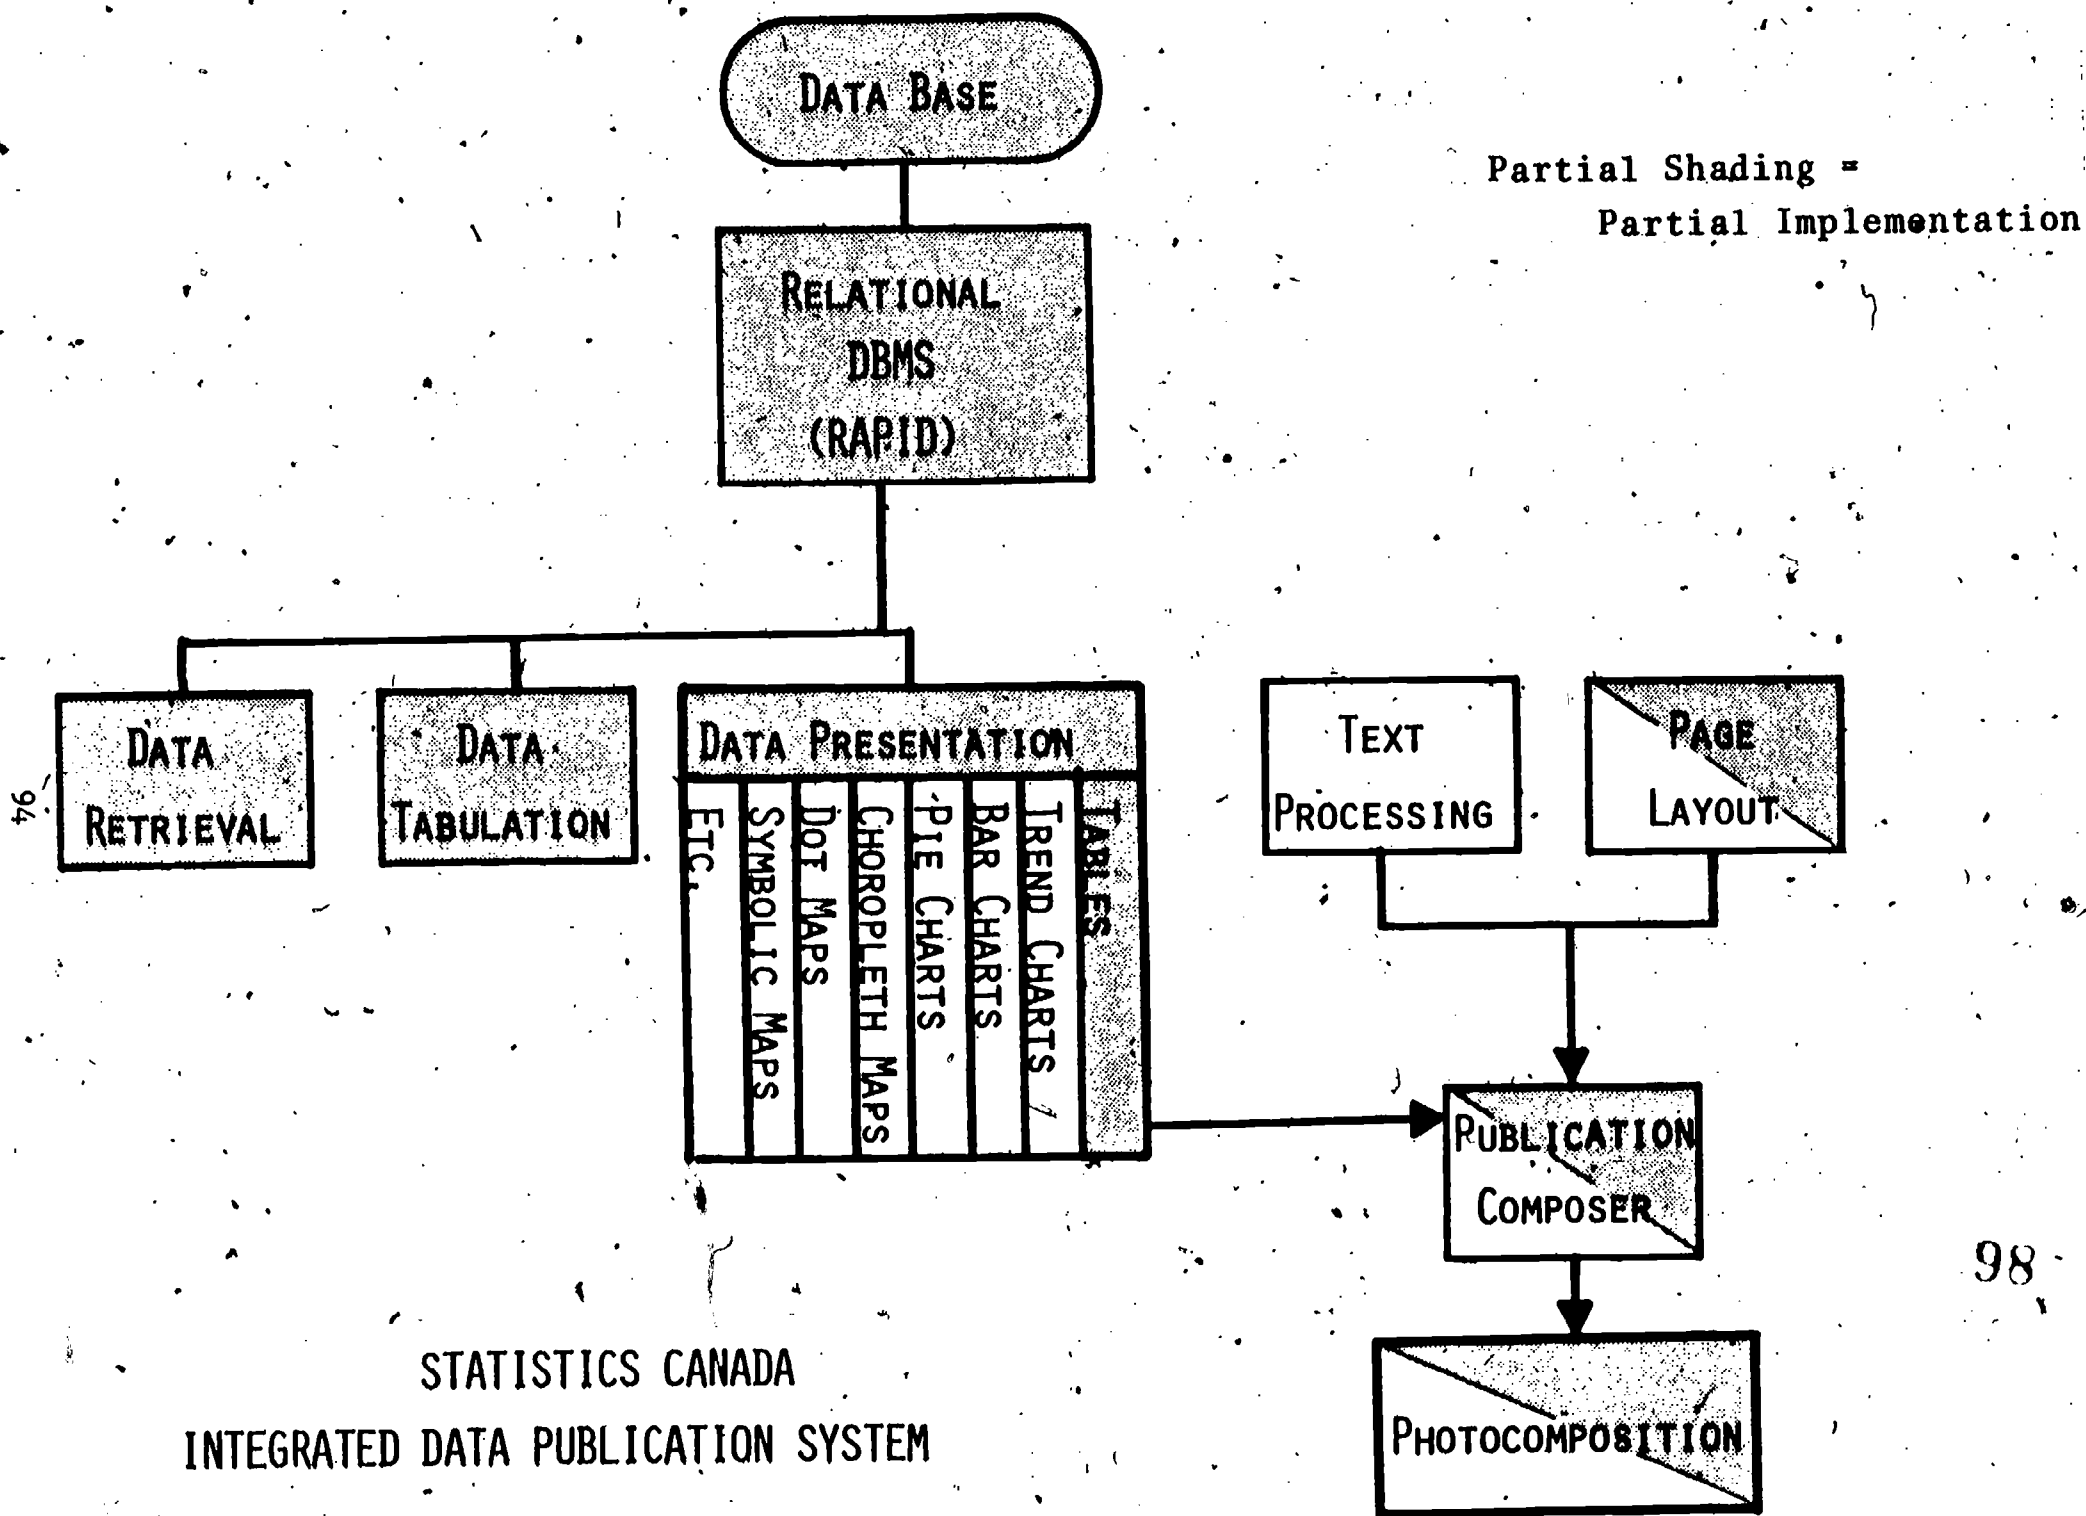 DATA BASE
Partial Shading =
Partial Implementation
RELATIONAL
DBMS
(RAPID)
DATA
RETRIEVAL
DATA
TABULATION
DATA PRESENTATION
ETC.
SYMBOLIC MAPS
DOT MAPS
CHOROPLETH MAPS
PIE CHARTS
BAR CHARTS
TREND CHARTS
TABLES
TEXT
PROCESSING
PAGE
LAYOUT
94
PUBLICATION
COMPOSER
98
PHOTOCOMPOSITION
STATISTICS CANADA
INTEGRATED DATA PUBLICATION SYSTEM